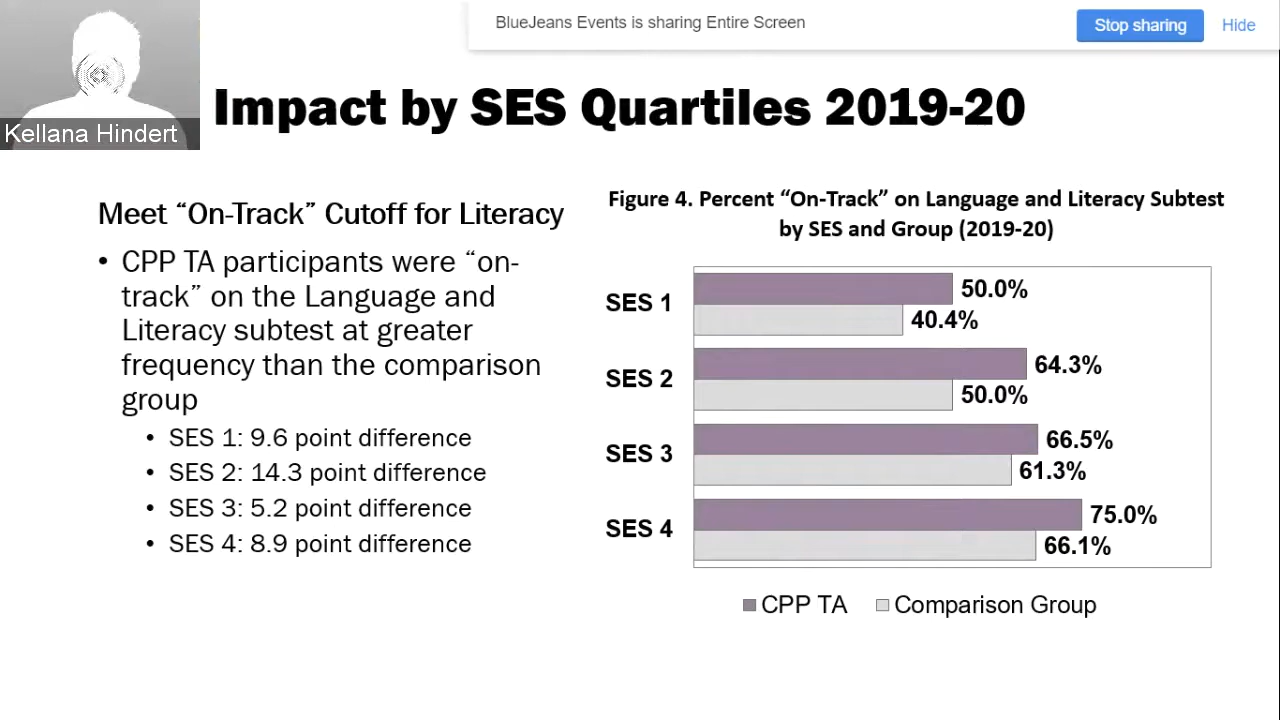 BlueJeans Events is sharing Entire Screen
Stop sharing
Hide
Kellana Hindert
Impact by SES Quartiles 2019-20
Meet “On-Track” Cutoff for Literacy
• CPP TA participants were “on-
track” on the Language and
Literacy subtest at greater
frequency than the comparison
group
• SES 1: 9.6 point difference
• SES 2: 14.3 point difference
• SES 3: 5.2 point difference
• SES 4: 8.9 point difference
Figure 4. Percent “On-Track” on Language and Literacy Subtest
by SES and Group (2019-20)
SES 1
50.0%
40.4%
SES 2
64.3%
50.0%
SES 3
66.5%
61.3%
SES 4
75.0%
66.1%
CPP TA
Comparison Group